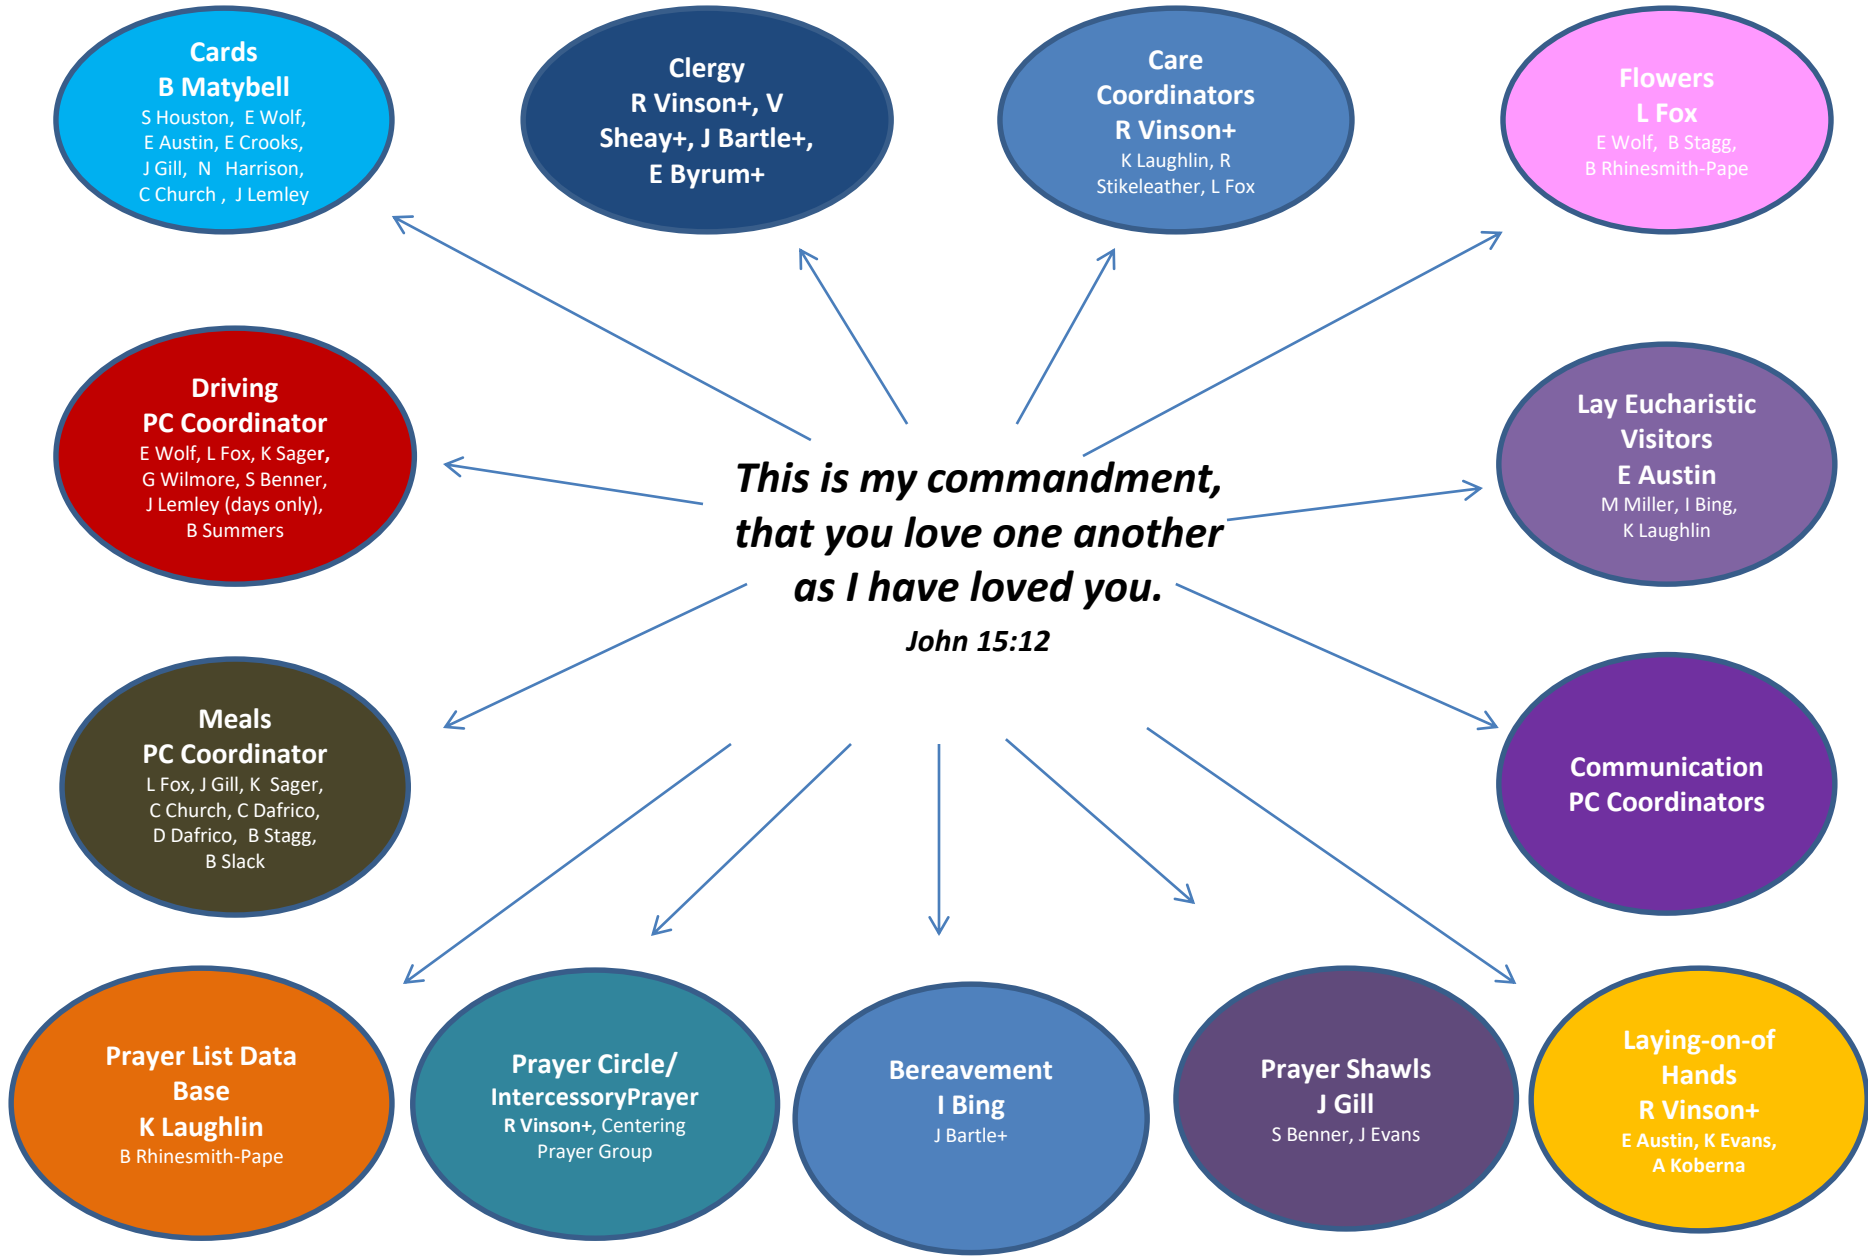 Cards
B Matybell
S Houston, E Wolf,
E Austin, E Crooks,
J Gill, N Harrison,
C Church , J Lemley
Clergy
R Vinson+, V
Sheay+, J Bartle+,
E Byrum+
Care
Coordinators
R Vinson+
K Laughlin, R
Stikeleather, L Fox
Flowers
L Fox
E Wolf, B Stagg,
B Rhinesmith-Pape
Driving
PC Coordinator
E Wolf, L Fox, K Sager,
G Wilmore, S Benner,
J Lemley (days only),
B Summers
This is my commandment,
that you love one another
as I have loved you.
John 15:12
Lay Eucharistic
Visitors
E Austin
M Miller, I Bing,
K Laughlin
Meals
PC Coordinator
L Fox, J Gill, K Sager,
C Church, C Dafrico,
D Dafrico, B Stagg,
B Slack
Communication
PC Coordinators
Prayer List Data
Base
K Laughlin
B Rhinesmith-Pape
Prayer Circle/
IntercessoryPrayer
R Vinson+, Centering
Prayer Group
Bereavement
I Bing
J Bartle+
Prayer Shawls
J Gill
S Benner, J Evans
Laying-on-of
Hands
R Vinson+
E Austin, K Evans,
A Koberna